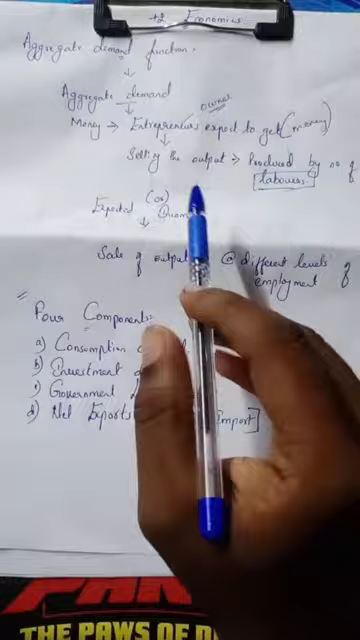 +2 Economics
Aggregate demand function.
↓
Aggregate demand
↓ owner
Money → Entrepreneurs expect to get (money)
↓
Selling the output → Produced by no of
labours.
(or)
Expected
↓
Sale of output @ different levels of
employment
Four Components:
a) Consumption
b) Investment
c) Government
d) Net Exports Import]
THE PAWS OF